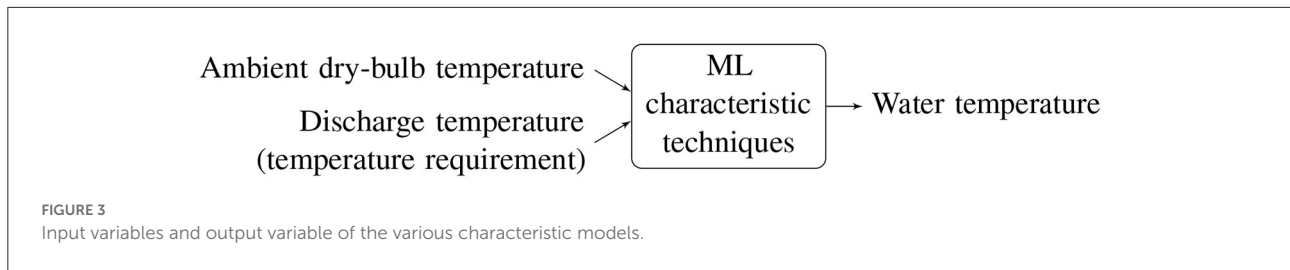 Ambient dry-bulb temperature
Discharge temperature
(temperature requirement)
ML
characteristic
techniques
Water temperature
FIGURE 3
Input variables and output variable of the various characteristic models.